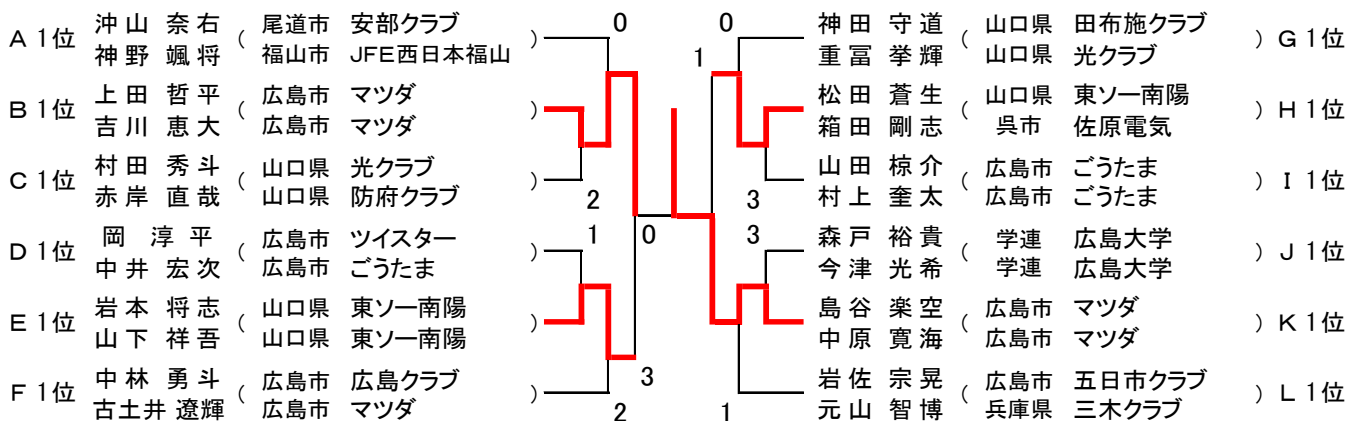 0
A 1位 沖山 奈右 ( 尾道市 安部クラブ )
神野 颯将 福山市 JFE西日本福山
B 1位 上田 哲平 ( 広島市 マツダ )
吉川 恵大 広島市 マツダ
C 1位 村田 秀斗 ( 山口県 光クラブ )
赤岸 直哉 山口県 防府クラブ
2
1
0
D 1位 岡 淳平 ( 広島市 ツイスター )
中井 宏次 広島市 ごうたま
E 1位 岩本 将志 ( 山口県 東ソー南陽 )
山下 祥吾 山口県 東ソー南陽
3
F 1位 中林 勇斗 ( 広島市 広島クラブ )
古土井 遼輝 広島市 マツダ
2
0
神田 守道 ( 山口県 田布施クラブ ) G 1位
重冨 挙輝 山口県 光クラブ
1
松田 蒼生 ( 山口県 東ソー南陽 ) H 1位
箱田 剛志 呉市 佐原電気
山田 椋介 ( 広島市 ごうたま ) I 1位
村上 奎太 広島市 ごうたま
3
3
森戸 裕貴 ( 学連 広島大学 ) J 1位
今津 光希 学連 広島大学
島谷 楽空 ( 広島市 マツダ ) K 1位
中原 寛海 広島市 マツダ
岩佐 宗晃 ( 広島市 五日市クラブ ) L 1位
元山 智博 兵庫県 三木クラブ
1